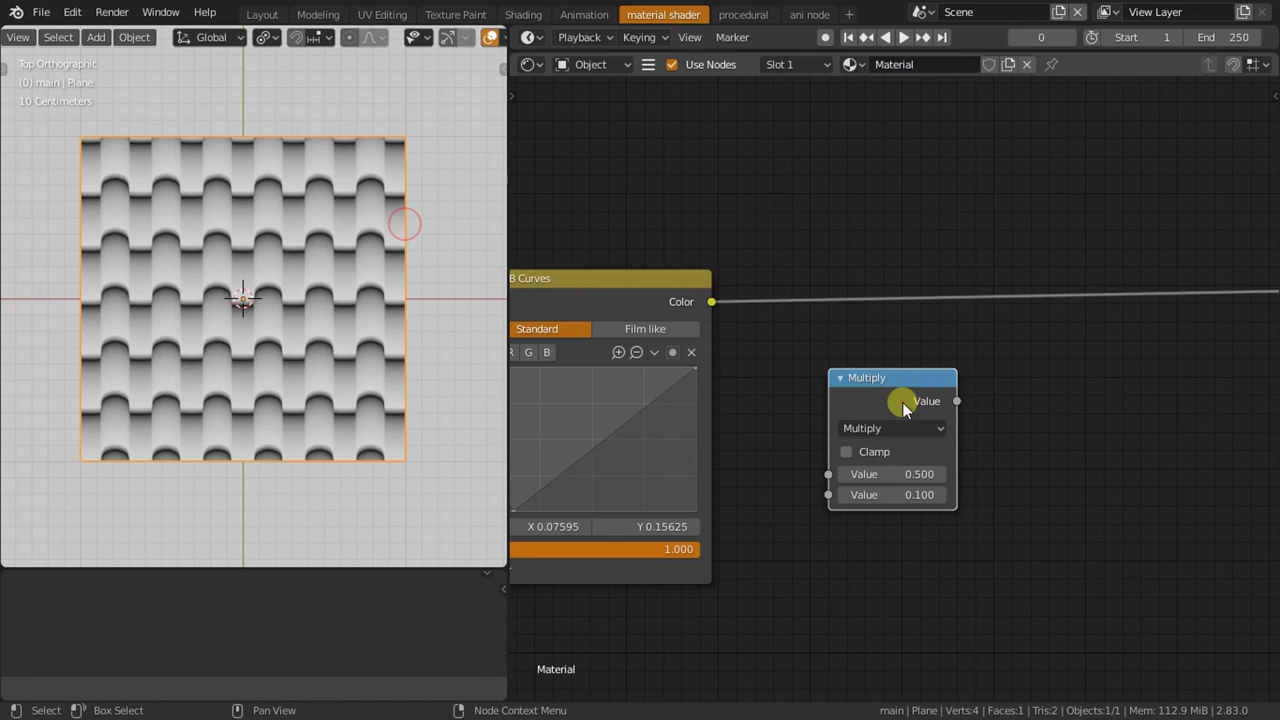 File Edit Render Window Help Layout Modeling UV Editing Texture Paint Shading Animation material shader procedural ani node Scene View Layer
View Select Add Object Global Playback Keying View Marker 0 Start 1 End 250
Object Use Nodes Slot 1 Material
Top Orthographic
(0) main | Plane
10 Centimeters
B Curves
Color
Standard Film like
R G B
X 0.07595 Y 0.15625
1.000
Multiply
Value
Multiply
Clamp
Value 0.500
Value 0.100
Material
Select Box Select Pan View Node Context Menu main | Plane | Verts:4 | Faces:1 | Tris:2 | Objects:1/1 | Mem: 112.9 MiB | 2.83.0